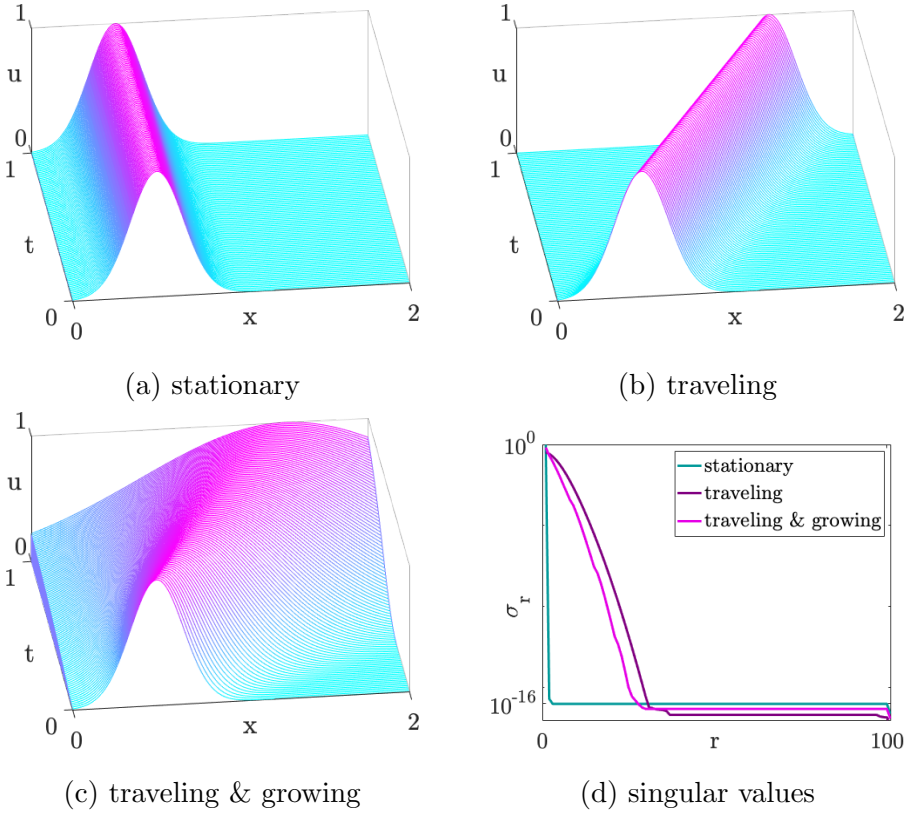 1
u
0
1
t
0
0
x
2
(a) stationary
1
u
0
1
t
0
0
x
2
(b) traveling
1
u
0
1
t
0
0
x
2
(c) traveling & growing
10^0
stationary
traveling
traveling & growing
σ_r
10^-16
0
r
100
(d) singular values